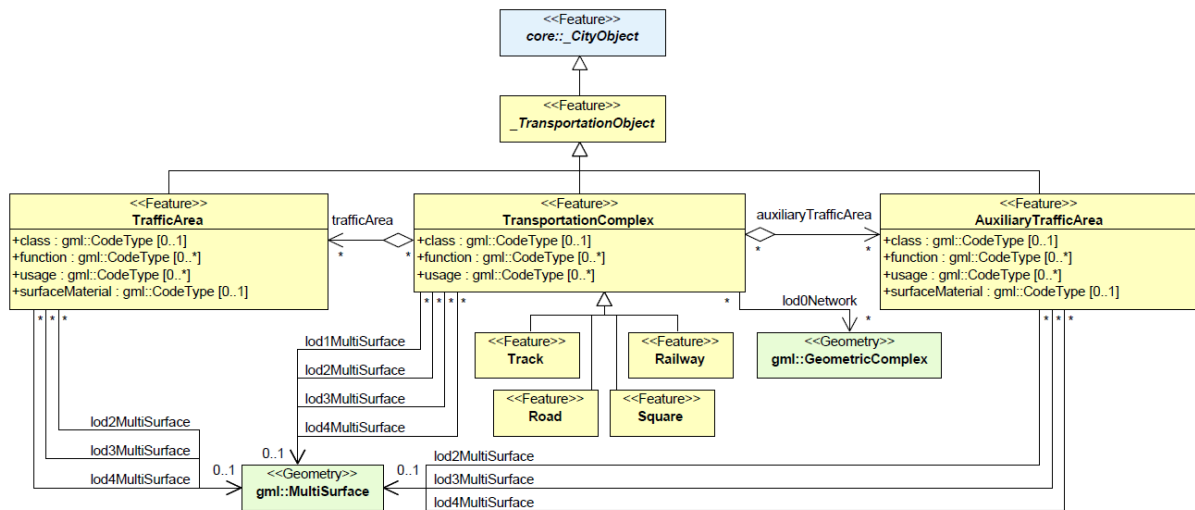 <<Feature>>
core::_CityObject
<<Feature>>
_TransportationObject
<<Feature>>
TrafficArea
+class : gml::CodeType [0..1]
+function : gml::CodeType [0..*]
+usage : gml::CodeType [0..*]
+surfaceMaterial : gml::CodeType [0..1]
trafficArea
*
*
<<Feature>>
TransportationComplex
+class : gml::CodeType [0..1]
+function : gml::CodeType [0..*]
+usage : gml::CodeType [0..*]
auxiliaryTrafficArea
*
*
<<Feature>>
AuxiliaryTrafficArea
+class : gml::CodeType [0..1]
+function : gml::CodeType [0..*]
+usage : gml::CodeType [0..*]
+surfaceMaterial : gml::CodeType [0..1]
* * *
* * * *
*
* * *
lod0Network
*
lod1MultiSurface
lod2MultiSurface
lod3MultiSurface
lod4MultiSurface
<<Feature>>
Track
<<Feature>>
Railway
<<Feature>>
Road
<<Feature>>
Square
<<Geometry>>
gml::GeometricComplex
lod2MultiSurface
lod3MultiSurface
lod4MultiSurface
0..1
0..1
0..1
<<Geometry>>
gml::MultiSurface
lod2MultiSurface
lod3MultiSurface
lod4MultiSurface